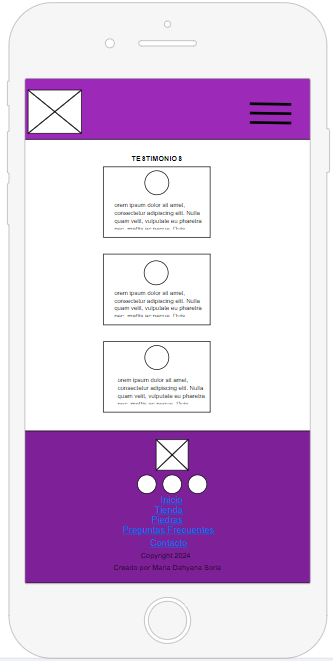 TESTIMONIOS
orem ipsum dolor sit amet,
consectetur adipiscing elit. Nulla
quam velit, vulputate eu pharetra
nec, mattis ac neque. Duis
orem ipsum dolor sit amet,
consectetur adipiscing elit. Nulla
quam velit, vulputate eu pharetra
nec, mattis ac neque. Duis
orem ipsum dolor sit amet,
consectetur adipiscing elit. Nulla
quam velit, vulputate eu pharetra
nec, mattis ac neque. Duis
Inicio
Tienda
Piedras
Preguntas Frecuentes
Contacto
Copyright 2024
Creado por Maria Dahyana Soria